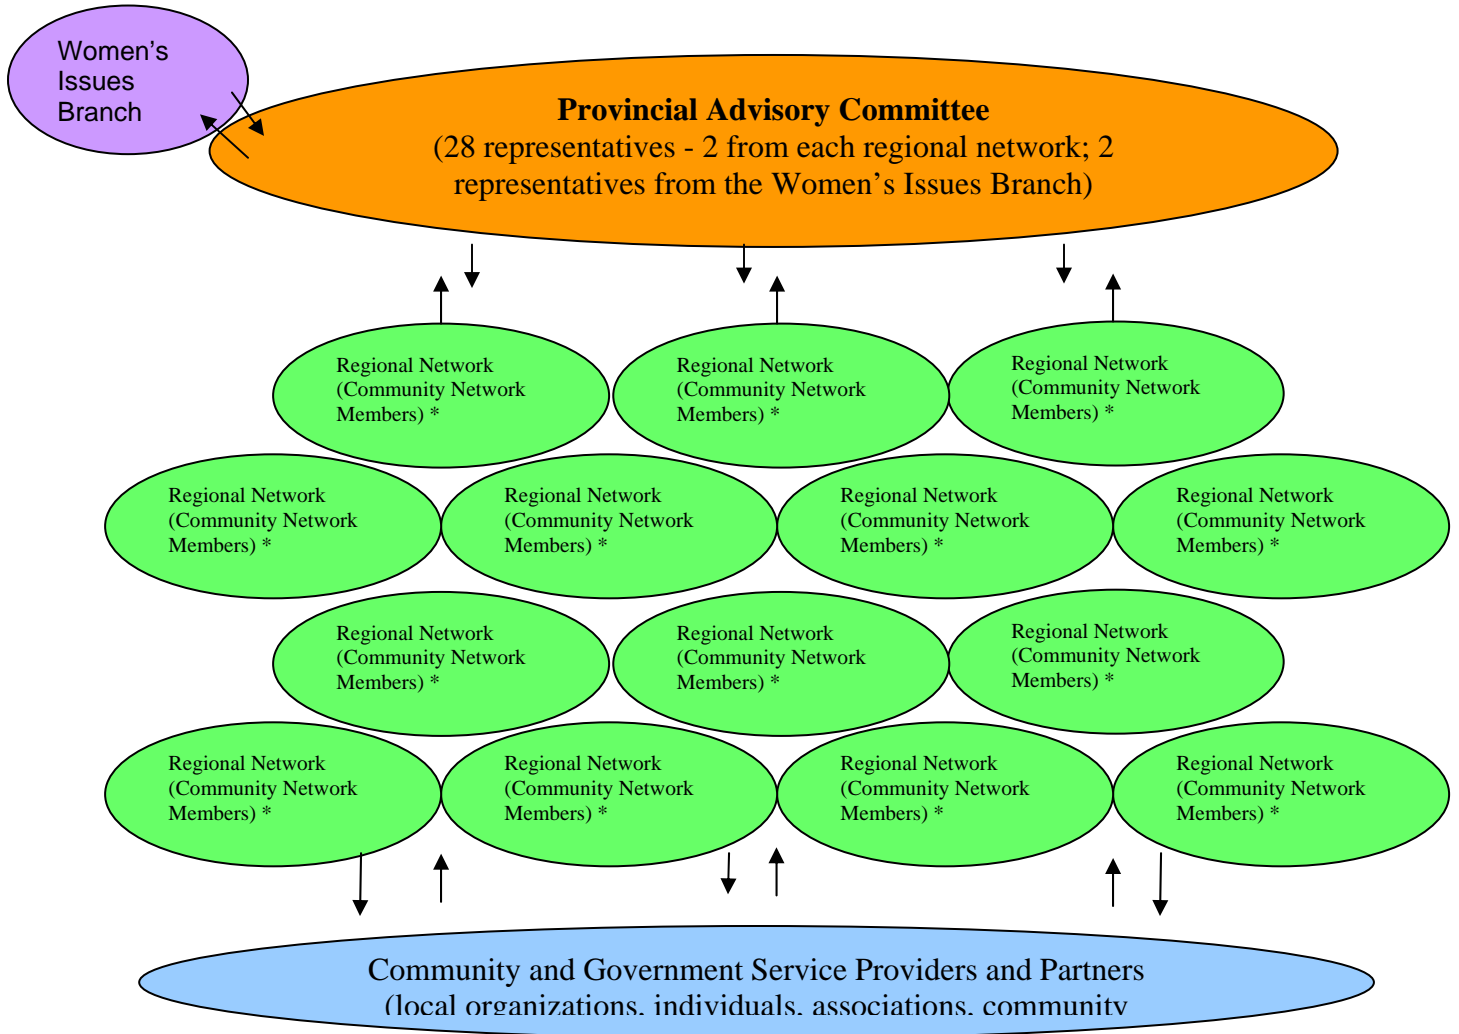 Women's
Issues
Branch
Provincial Advisory Committee
(28 representatives - 2 from each regional network; 2
representatives from the Women's Issues Branch)
Regional Network
(Community Network
Members) *
Regional Network
(Community Network
Members) *
Regional Network
(Community Network
Members) *
Regional Network
(Community Network
Members) *
Regional Network
(Community Network
Members) *
Regional Network
(Community Network
Members) *
Regional Network
(Community Network
Members) *
Regional Network
(Community Network
Members) *
Regional Network
(Community Network
Members) *
Regional Network
(Community Network
Members) *
Regional Network
(Community Network
Members) *
Regional Network
(Community Network
Members) *
Regional Network
(Community Network
Members) *
Regional Network
(Community Network
Members) *
Community and Government Service Providers and Partners
(local organizations, individuals, associations, community